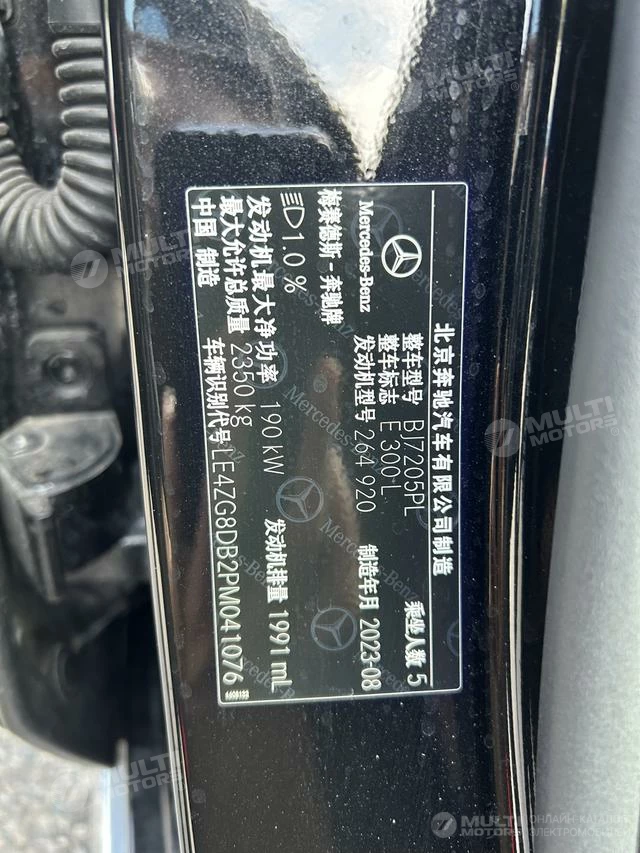 北京奔驰汽车有限公司制造
Mercedes-Benz
梅赛德斯-奔驰牌
整车型号 BJ7205PL 乘坐人数 5
整车标志 E 300 L
发动机型号 264 920 制造年月 2023-08
1.0 %
发动机最大净功率 190 kW 发动机排量 1991 ml
最大允许总质量 2350 kg
车辆识别代号 LE4ZG8DB2PM041076
中国 制造
MULTI MOTORS
ОНЛАЙН-КАТАЛОГ
ЭЛЕКТРОМОБИЛЕЙ